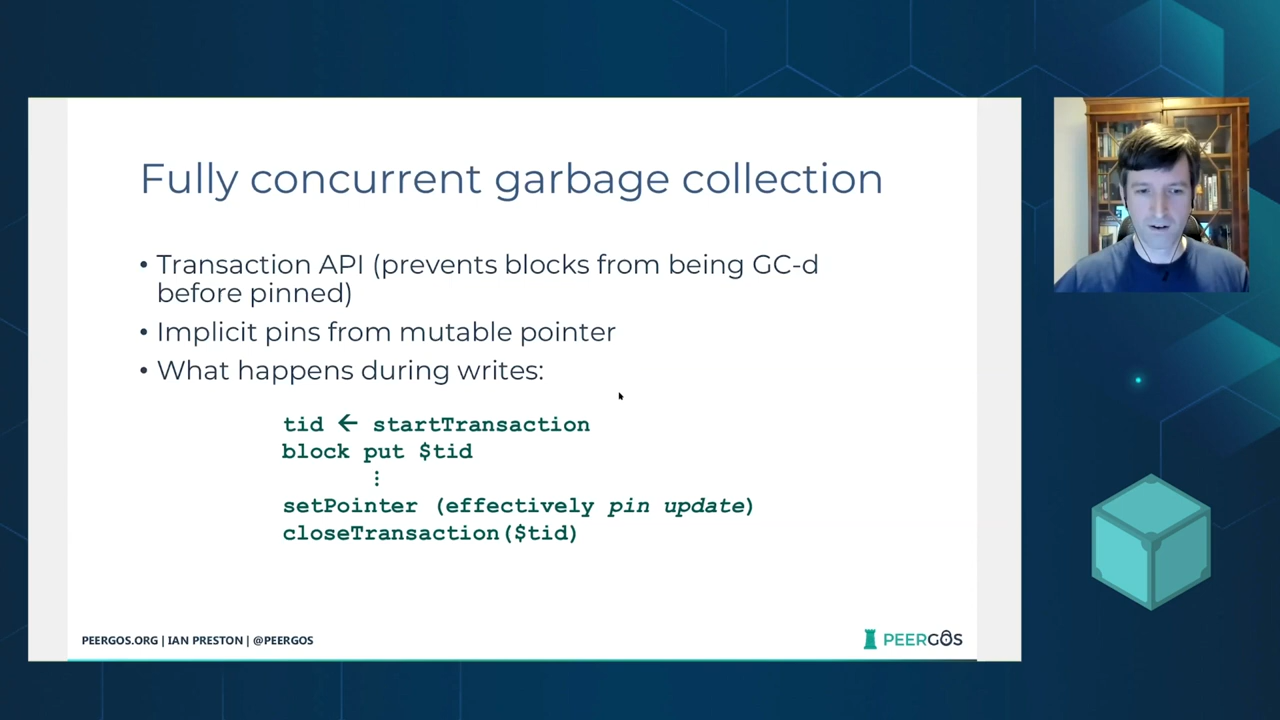 Fully concurrent garbage collection
• Transaction API (prevents blocks from being GC-d
before pinned)
• Implicit pins from mutable pointer
• What happens during writes:
tid ← startTransaction
block put $tid
⋮
setPointer (effectively pin update)
closeTransaction($tid)
PEERGOS.ORG | IAN PRESTON | @PEERGOS
PEERGOS